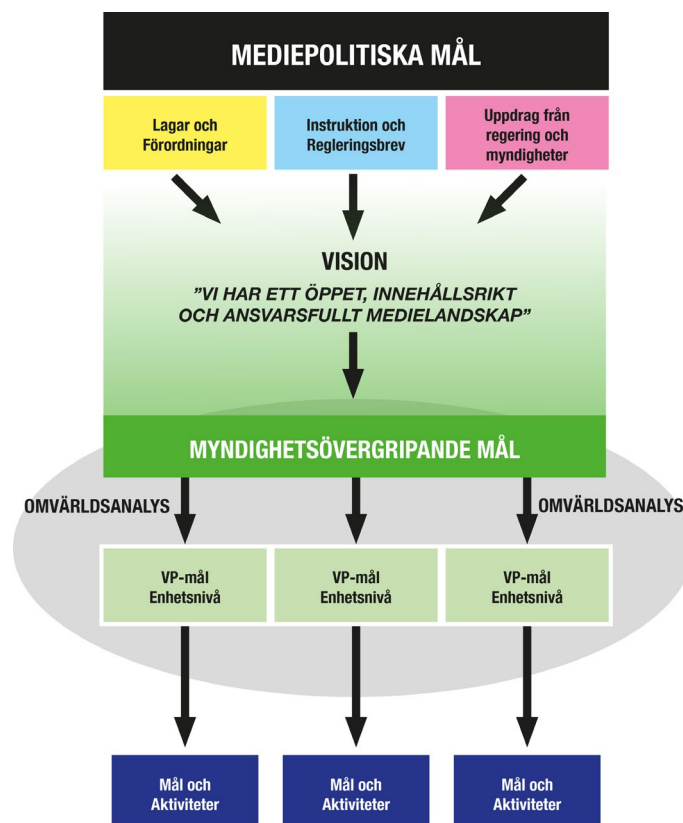 MEDIEPOLITISKA MÅL
Lagar och
Förordningar
Instruktion och
Regleringsbrev
Uppdrag från
regering och
myndigheter
VISION
”VI HAR ETT ÖPPET, INNEHÅLLSRIKT
OCH ANSVARSFULLT MEDIELANDSKAP”
MYNDIGHETSÖVERGRIPANDE MÅL
OMVÄRLDSANALYS
OMVÄRLDSANALYS
VP-mål
Enhetsnivå
VP-mål
Enhetsnivå
VP-mål
Enhetsnivå
Mål och
Aktiviteter
Mål och
Aktiviteter
Mål och
Aktiviteter